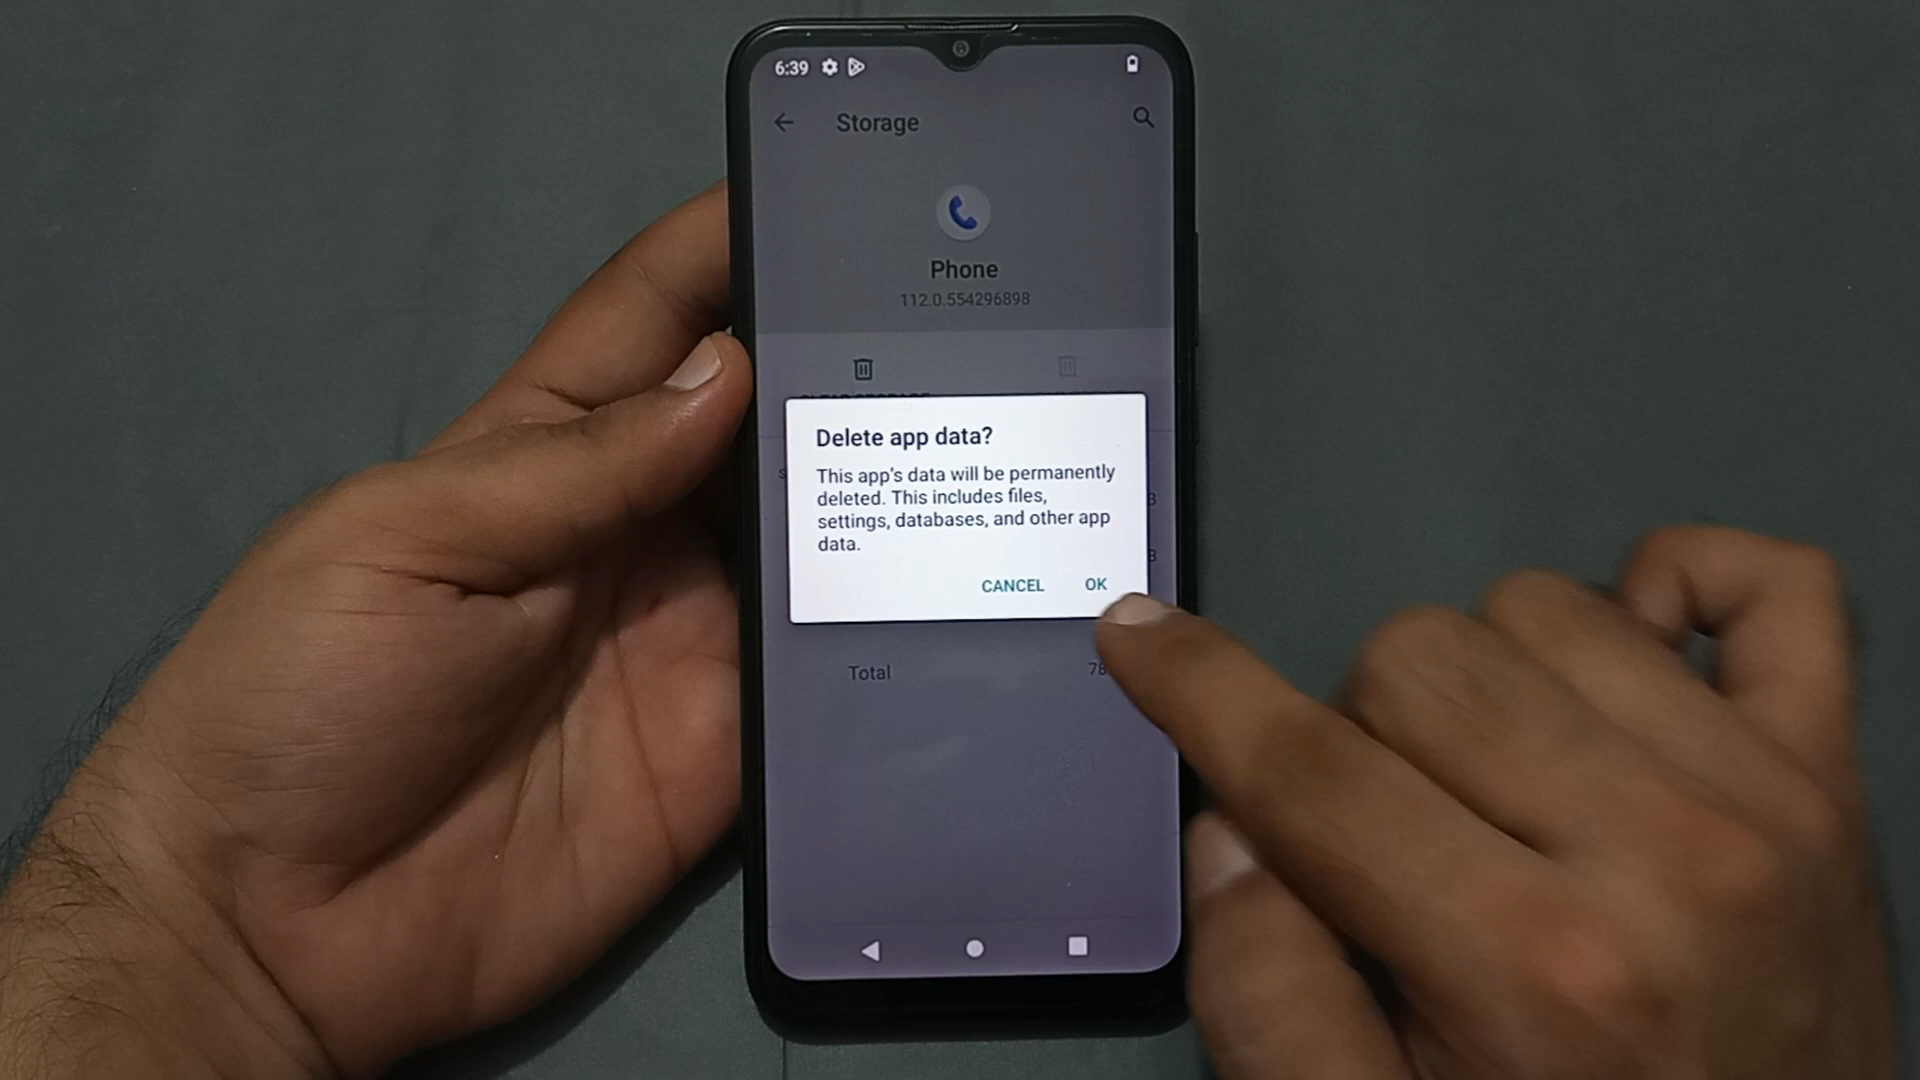 6:39
Storage
Phone
112.0.554296898
Delete app data?
This app's data will be permanently
deleted. This includes files,
settings, databases, and other app
data.
CANCEL OK
Total 78